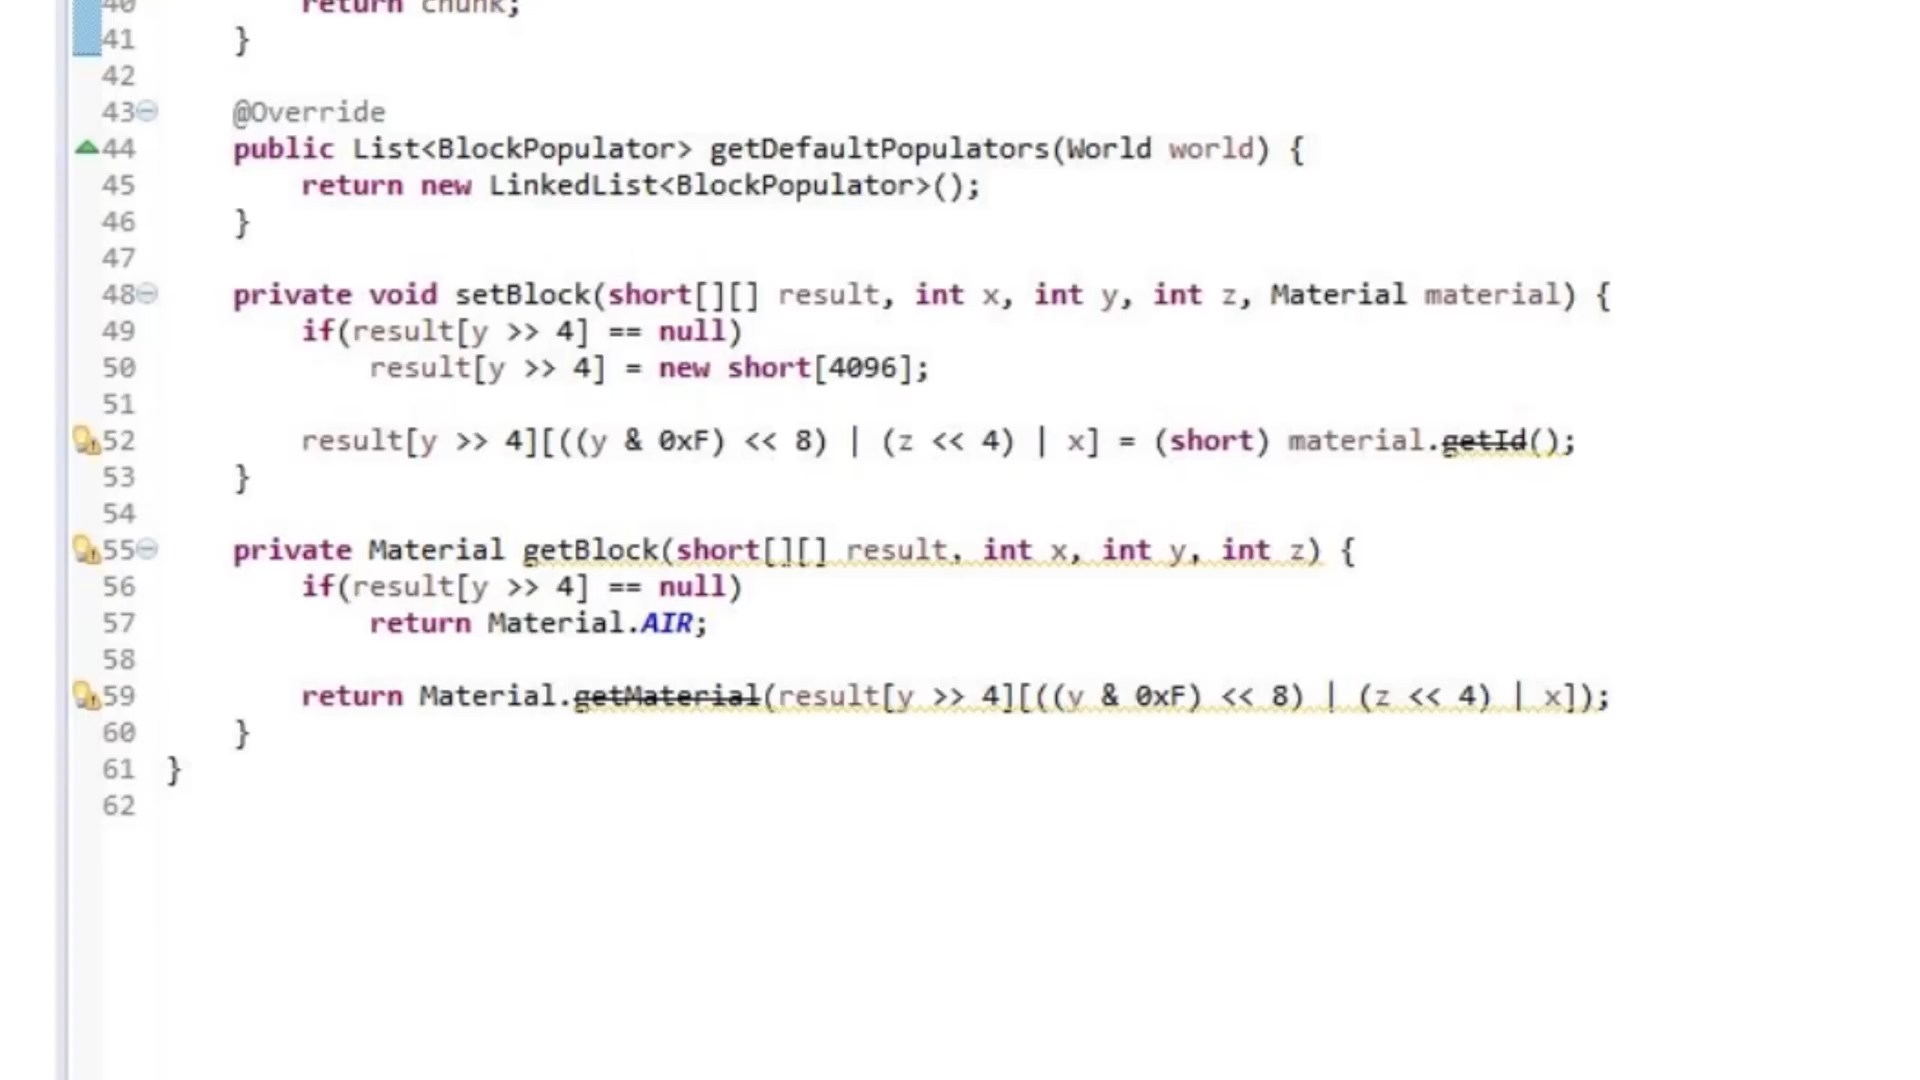 40 return chunk;
41 }
42
43 @Override
44 public List<BlockPopulator> getDefaultPopulators(World world) {
45 return new LinkedList<BlockPopulator>();
46 }
47
48 private void setBlock(short[][] result, int x, int y, int z, Material material) {
49 if(result[y >> 4] == null)
50 result[y >> 4] = new short[4096];
51
52 result[y >> 4][((y & 0xF) << 8) | (z << 4) | x] = (short) material.getId();
53 }
54
55 private Material getBlock(short[][] result, int x, int y, int z) {
56 if(result[y >> 4] == null)
57 return Material.AIR;
58
59 return Material.getMaterial(result[y >> 4][((y & 0xF) << 8) | (z << 4) | x]);
60 }
61 }
62